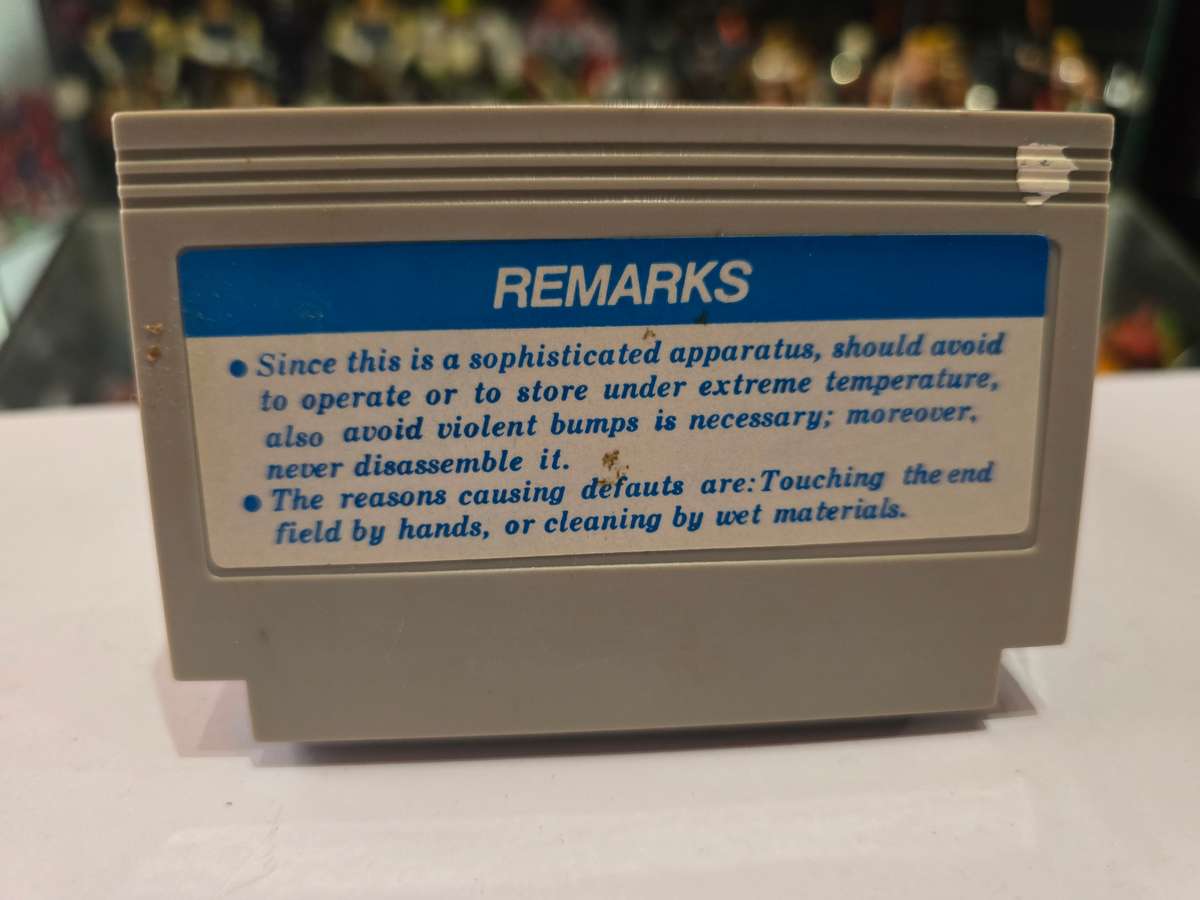 REMARKS
● Since this is a sophisticated apparatus, should avoid
to operate or to store under extreme temperature,
also avoid violent bumps is necessary; moreover,
never disassemble it.
● The reasons causing defauts are: Touching the end
field by hands, or cleaning by wet materials.